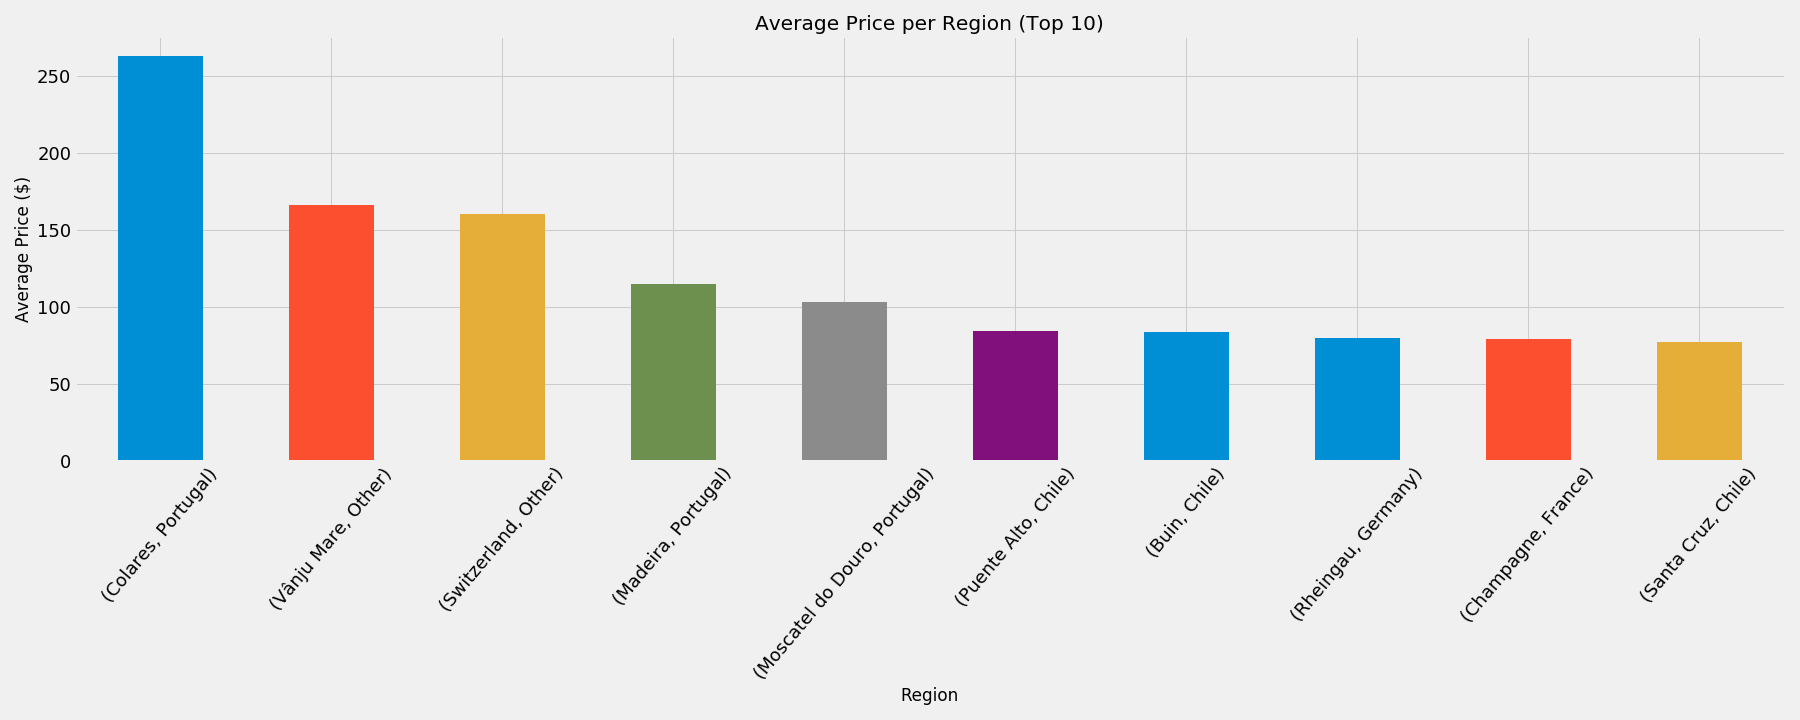 Average Price per Region (Top 10)
Average Price ($)
250
200
150
100
50
0
(Colares, Portugal)
(Vânju Mare, Other)
(Switzerland, Other)
(Madeira, Portugal)
(Moscatel do Douro, Portugal)
(Puente Alto, Chile)
(Buin, Chile)
(Rheingau, Germany)
(Champagne, France)
(Santa Cruz, Chile)
Region